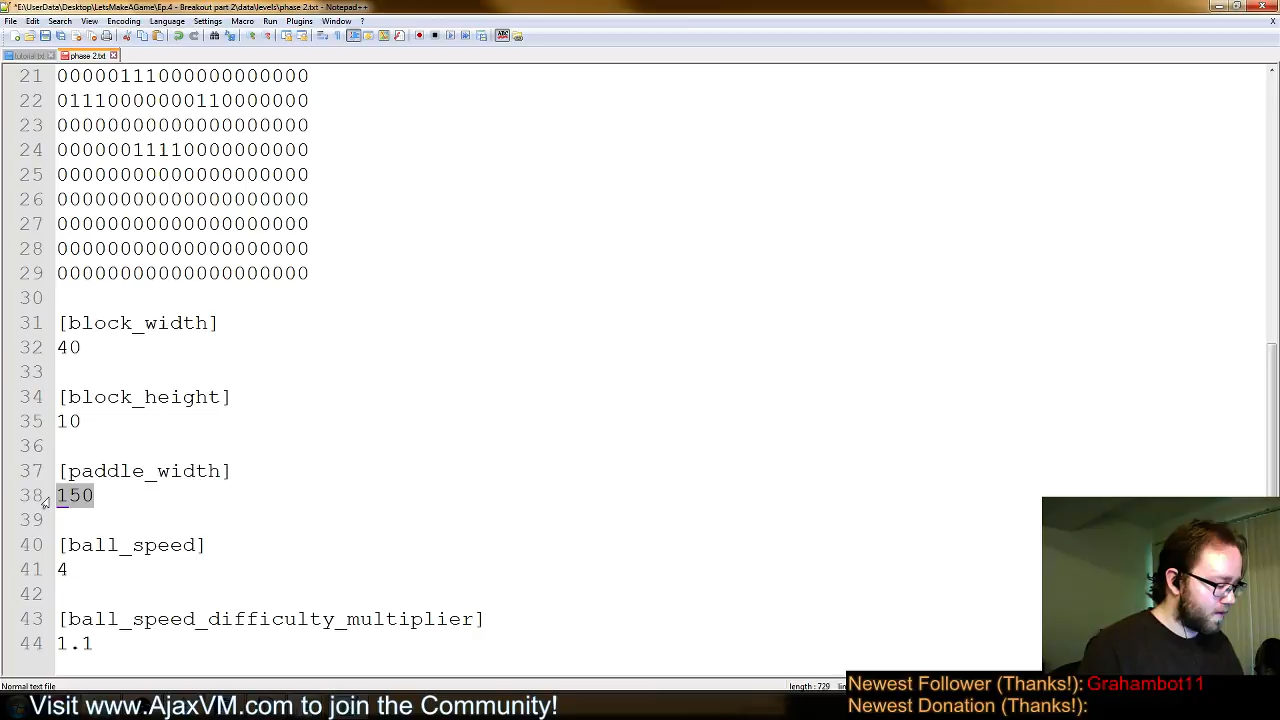 *E:\UserData\Desktop\LetsMakeAGame\Ep.4 - Breakout part 2\data\levels\phase 2.txt - Notepad++
File Edit Search View Encoding Language Settings Macro Run Plugins Window ?
tutorial.txt phase 2.txt
21 00000111000000000000
22 01110000000110000000
23 00000000000000000000
24 00000011110000000000
25 00000000000000000000
26 00000000000000000000
27 00000000000000000000
28 00000000000000000000
29 00000000000000000000
30
31 [block_width]
32 40
33
34 [block_height]
35 10
36
37 [paddle_width]
38 150
39
40 [ball_speed]
41 4
42
43 [ball_speed_difficulty_multiplier]
44 1.1
Normal text file length : 729
Visit www.AjaxVM.com to join the Community!
Newest Follower (Thanks!): Grahambot11
Newest Donation (Thanks!):